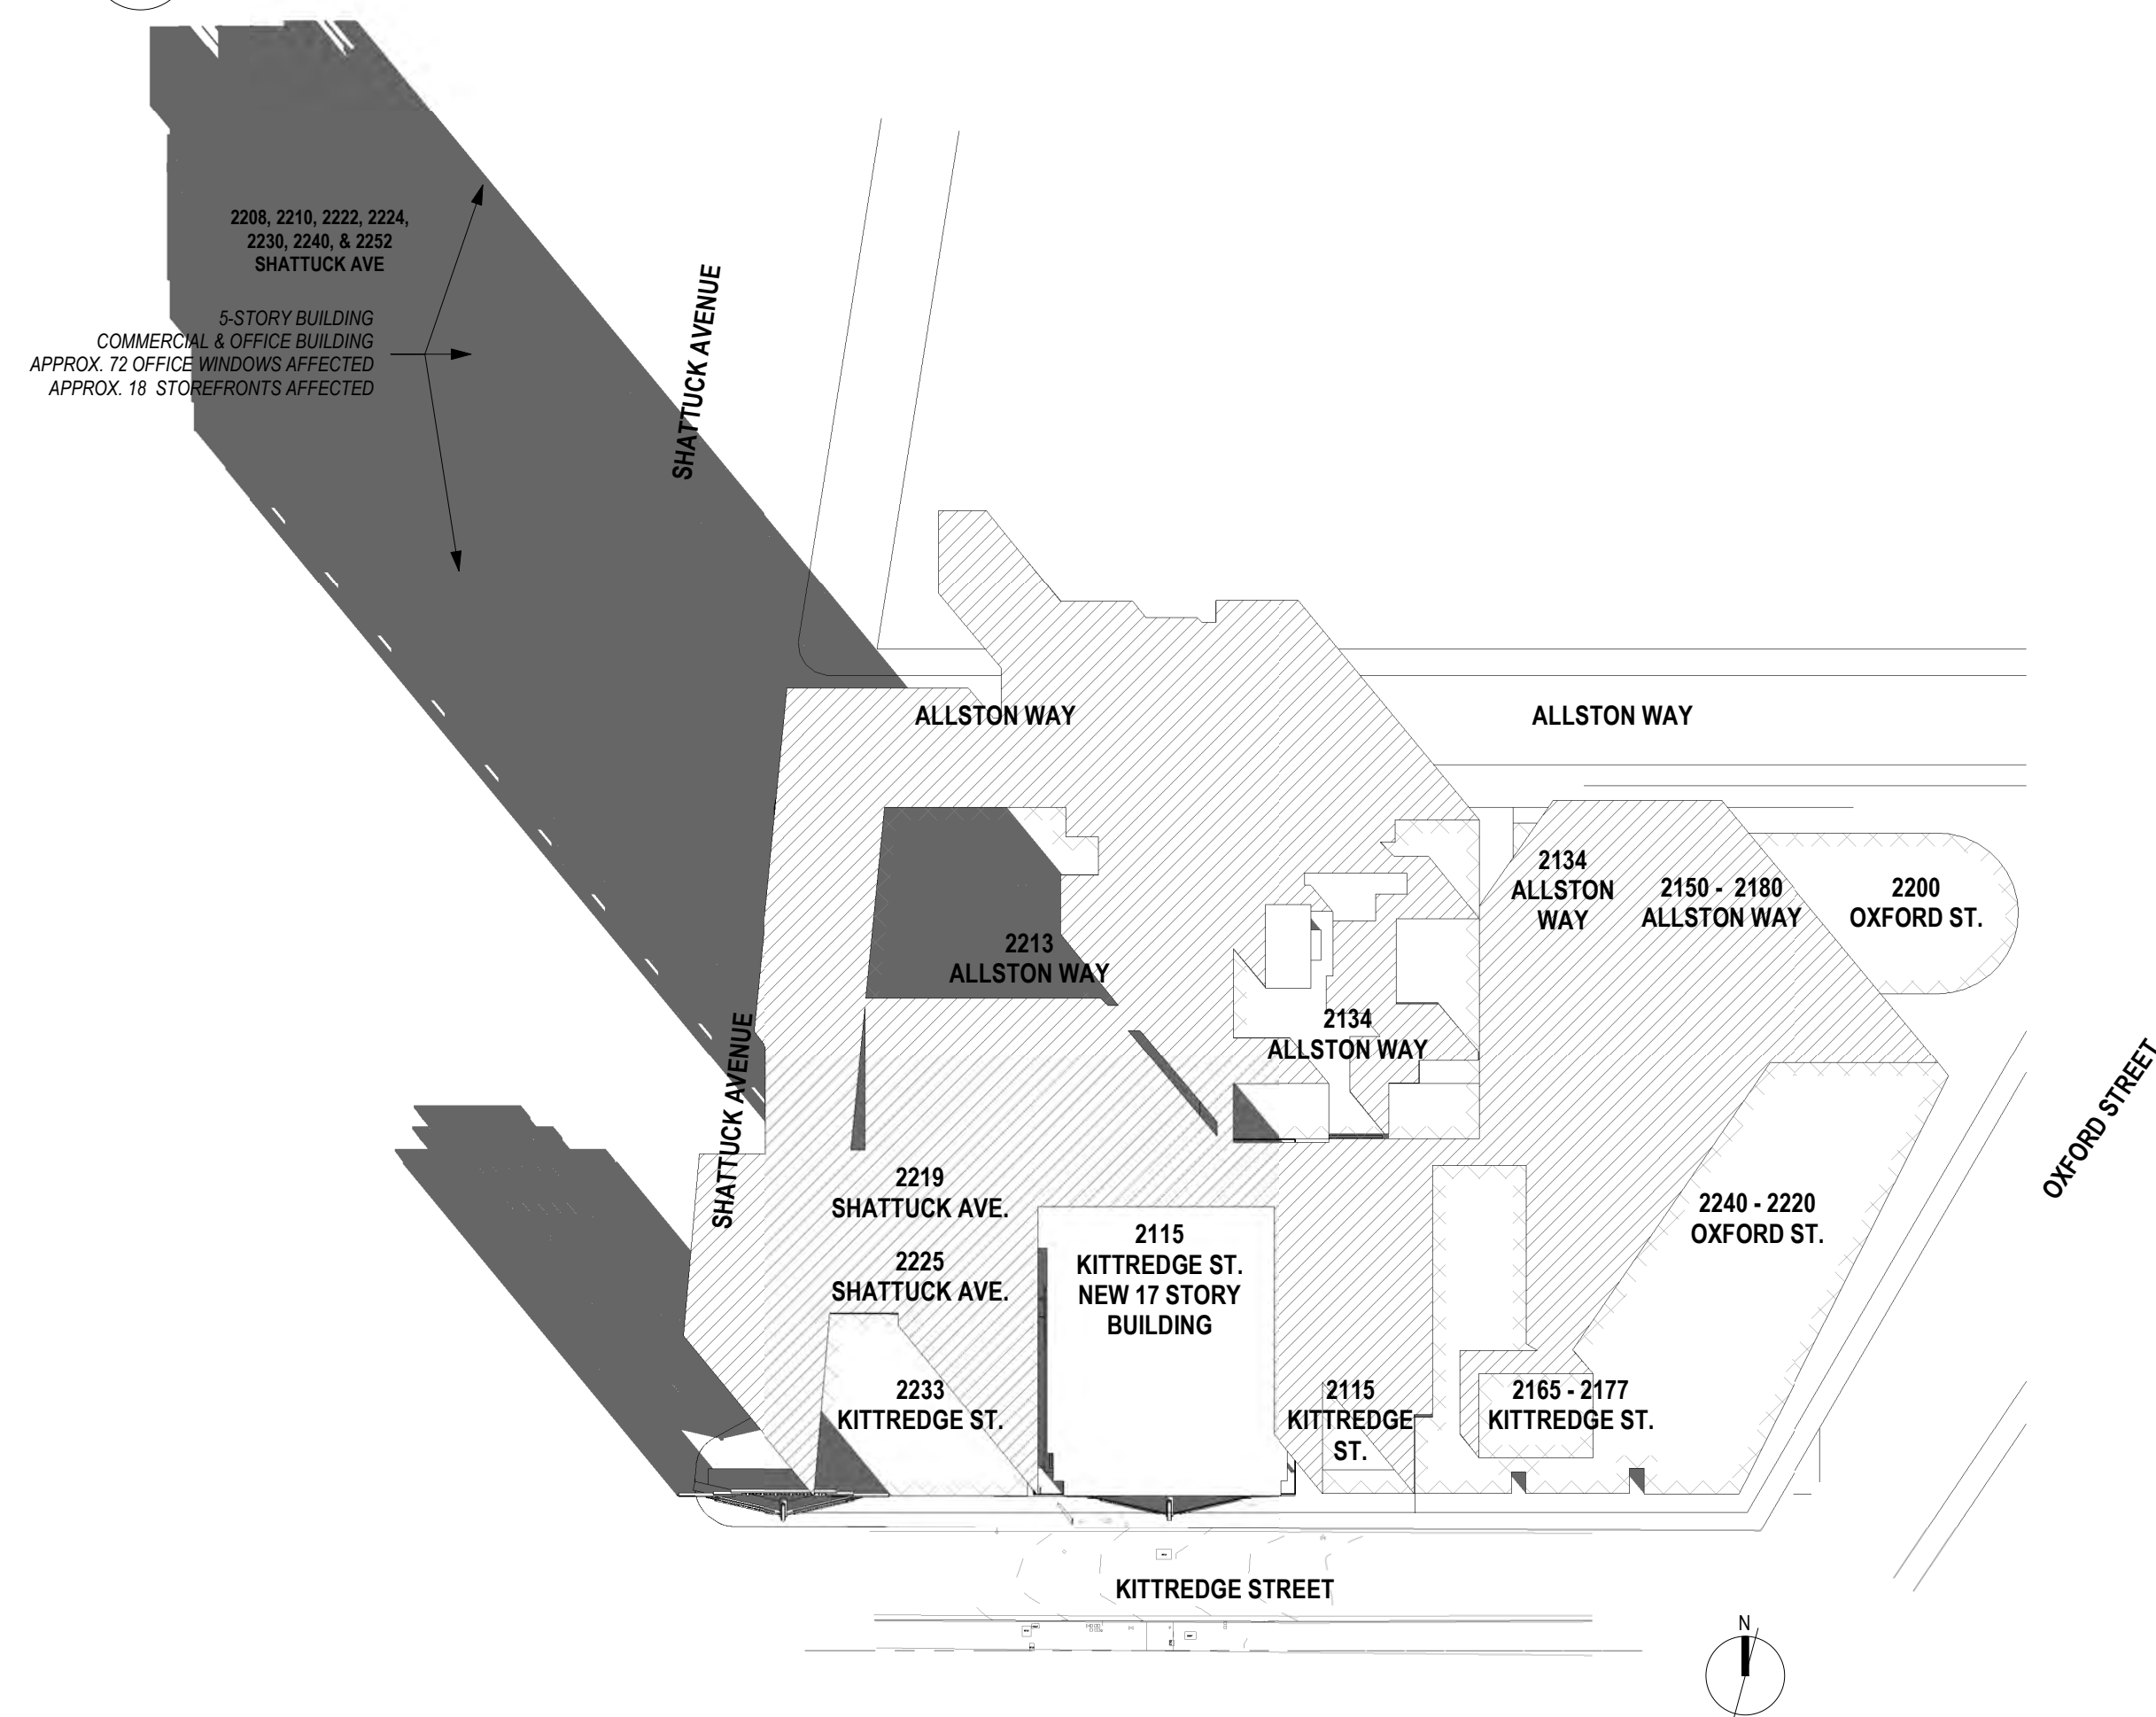 2208, 2210, 2222, 2224,
2230, 2240, & 2252
SHATTUCK AVE
5-STORY BUILDING
COMMERCIAL & OFFICE BUILDING
APPROX. 72 OFFICE WINDOWS AFFECTED
APPROX. 18 STOREFRONTS AFFECTED
SHATTUCK AVENUE
ALLSTON WAY
ALLSTON WAY
2134
ALLSTON
WAY
2150 - 2180
ALLSTON WAY
2200
OXFORD ST.
2213
ALLSTON WAY
2134
ALLSTON WAY
SHATTUCK AVENUE
OXFORD STREET
2219
SHATTUCK AVE.
2225
SHATTUCK AVE.
2115
KITTREDGE ST.
NEW 17 STORY
BUILDING
2240 - 2220
OXFORD ST.
2233
KITTREDGE ST.
2115
KITTREDGE
ST.
2165 - 2177
KITTREDGE ST.
KITTREDGE STREET
N